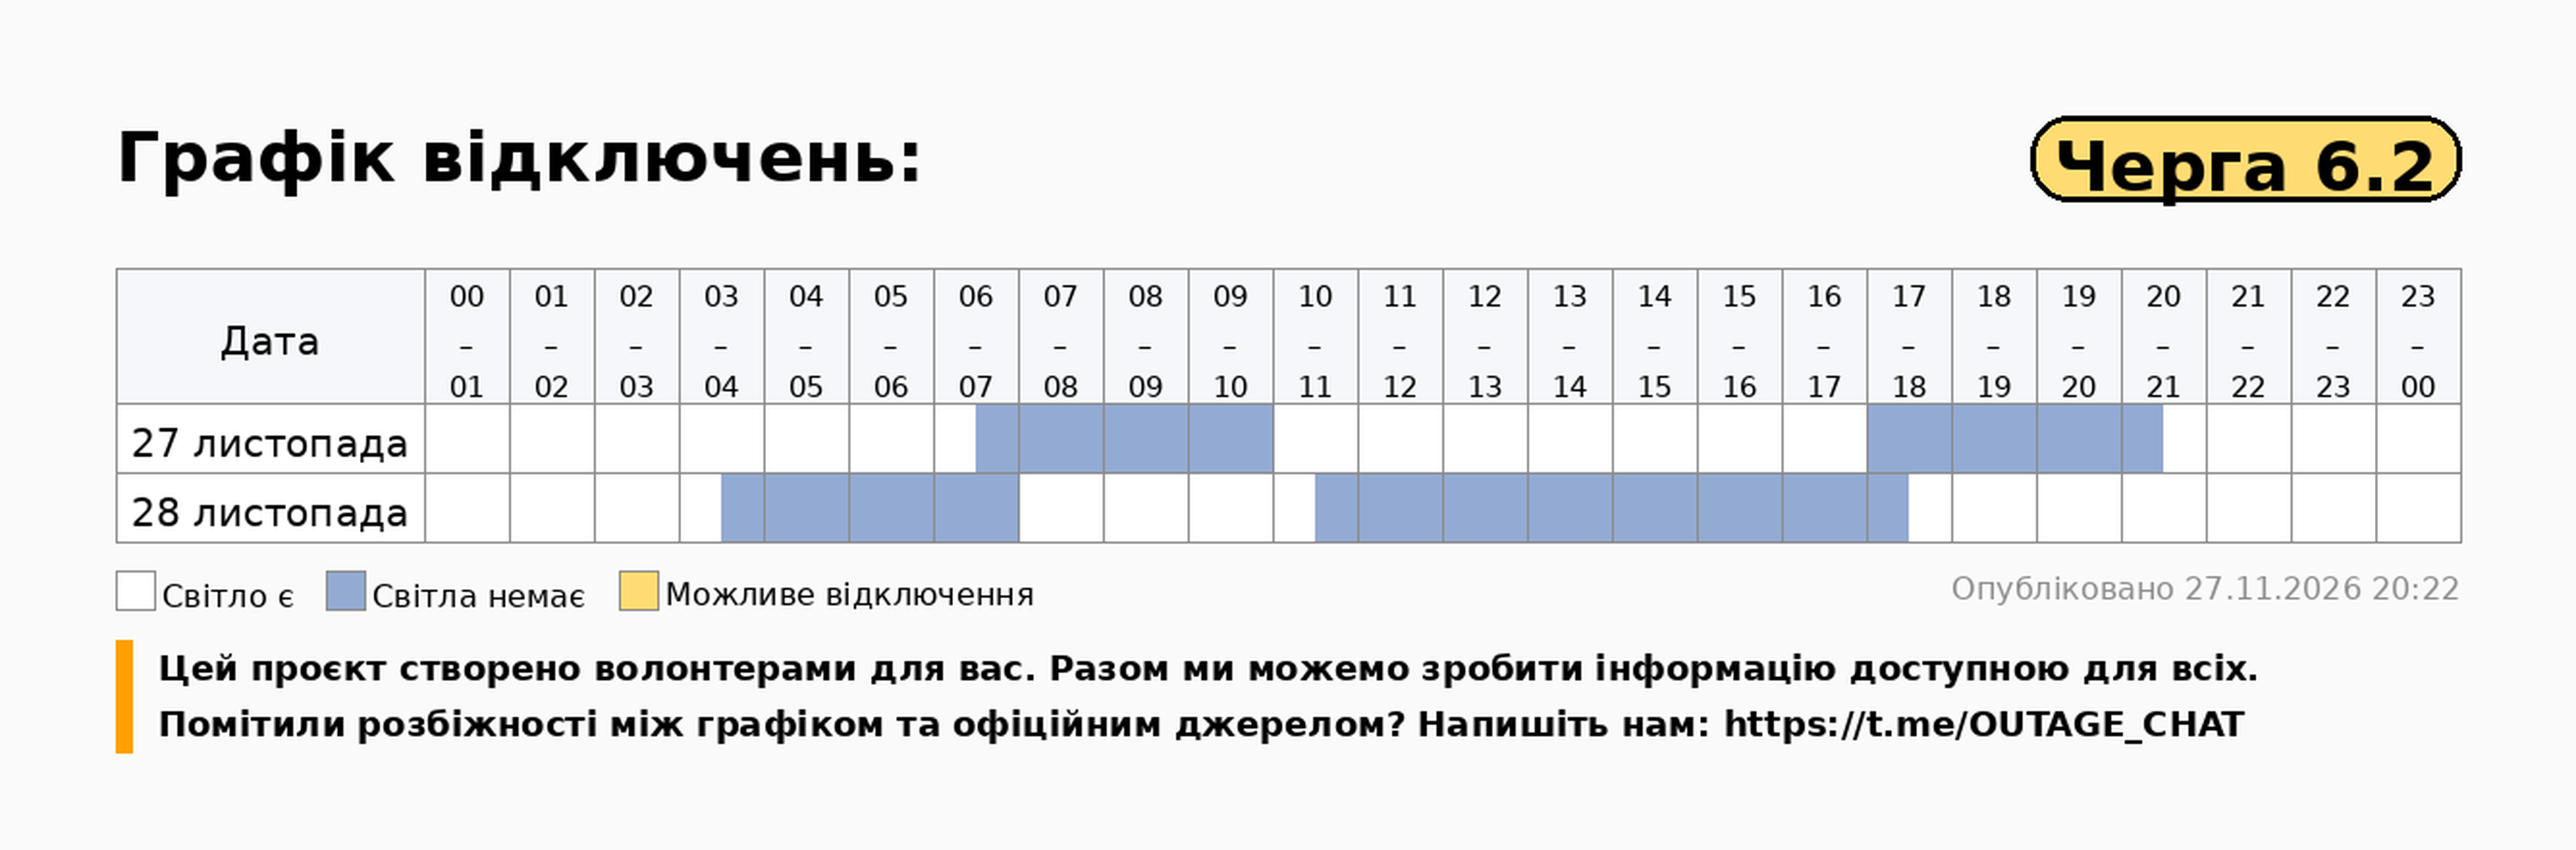 Графік відключень:
Черга 6.2
Дата 00–01 01–02 02–03 03–04 04–05 05–06 06–07 07–08 08–09 09–10 10–11 11–12 12–13 13–14 14–15 15–16 16–17 17–18 18–19 19–20 20–21 21–22 22–23 23–00
27 листопада
28 листопада
Світло є Світла немає Можливе відключення
Опубліковано 27.11.2026 20:22
Цей проєкт створено волонтерами для вас. Разом ми можемо зробити інформацію доступною для всіх.
Помітили розбіжності між графіком та офіційним джерелом? Напишіть нам: https://t.me/OUTAGE_CHAT